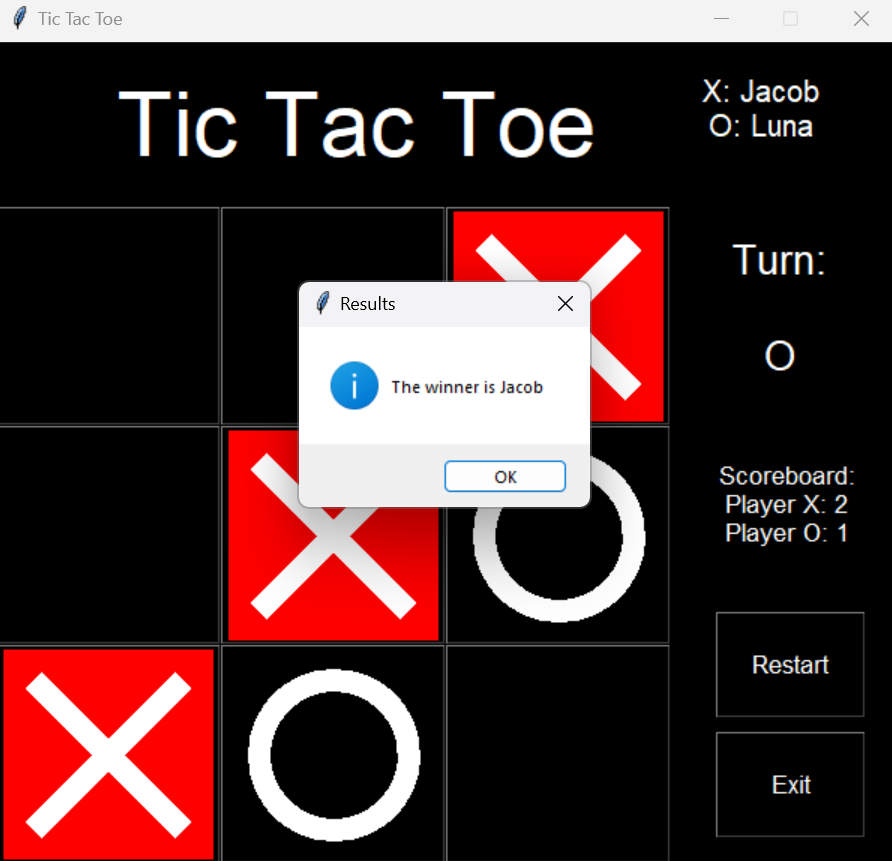 Tic Tac Toe
Tic Tac Toe
X: Jacob
O: Luna
Turn:
O
Results
The winner is Jacob
OK
Scoreboard:
Player X: 2
Player O: 1
Restart
Exit